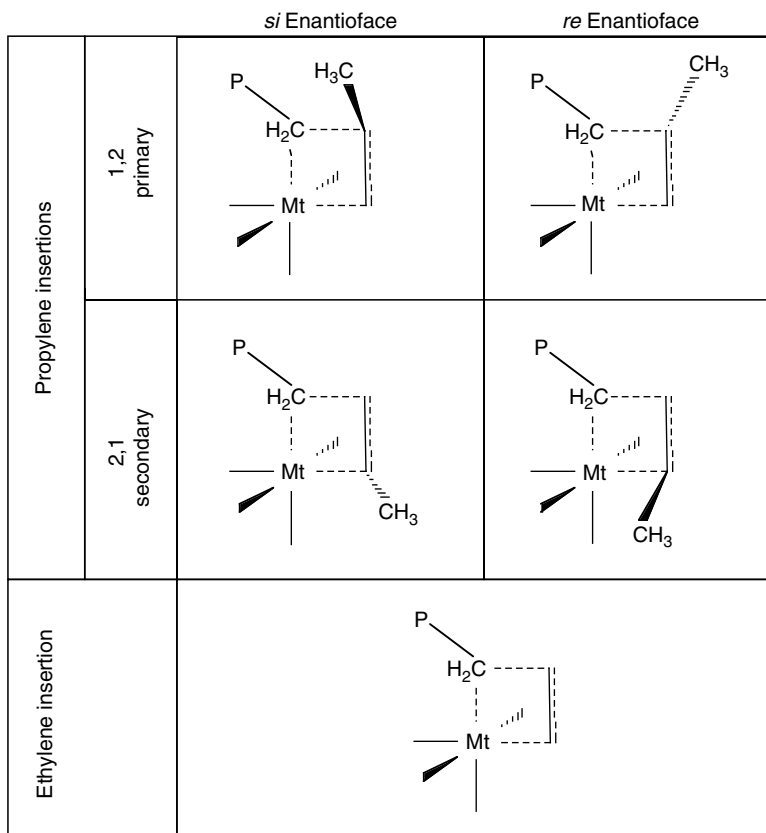 si Enantioface
re Enantioface
Propylene insertions
1,2
primary
P
H₃C
H₂C
Mt
P
CH₃
H₂C
Mt
2,1
secondary
P
H₂C
Mt
CH₃
P
H₂C
Mt
CH₃
Ethylene insertion
P
H₂C
Mt